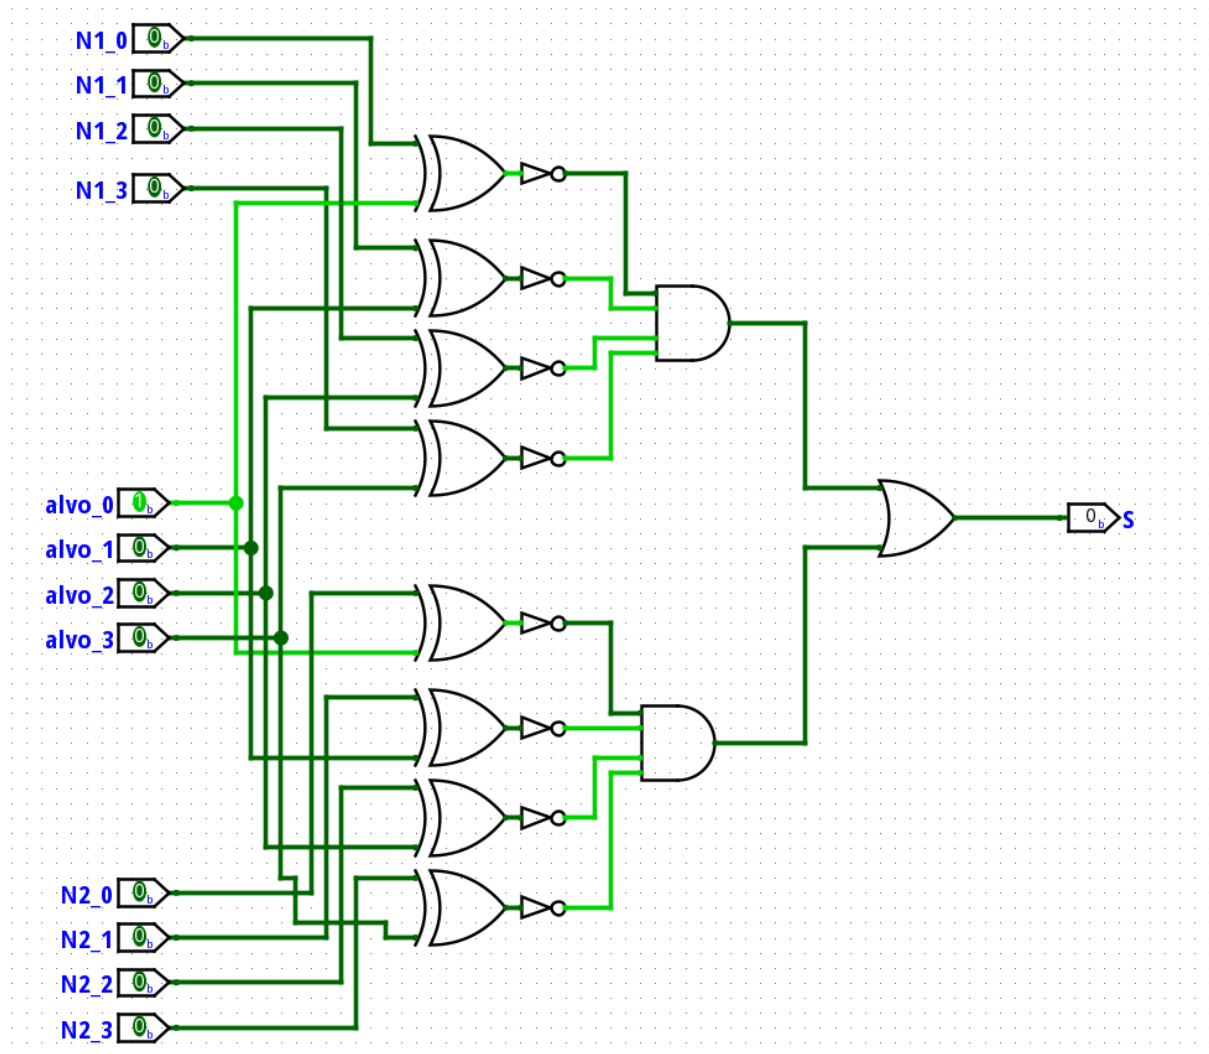 N1_0 0b
N1_1 0b
N1_2 0b
N1_3 0b
alvo_0 1b
alvo_1 0b
alvo_2 0b
alvo_3 0b
0b S
N2_0 0b
N2_1 0b
N2_2 0b
N2_3 0b